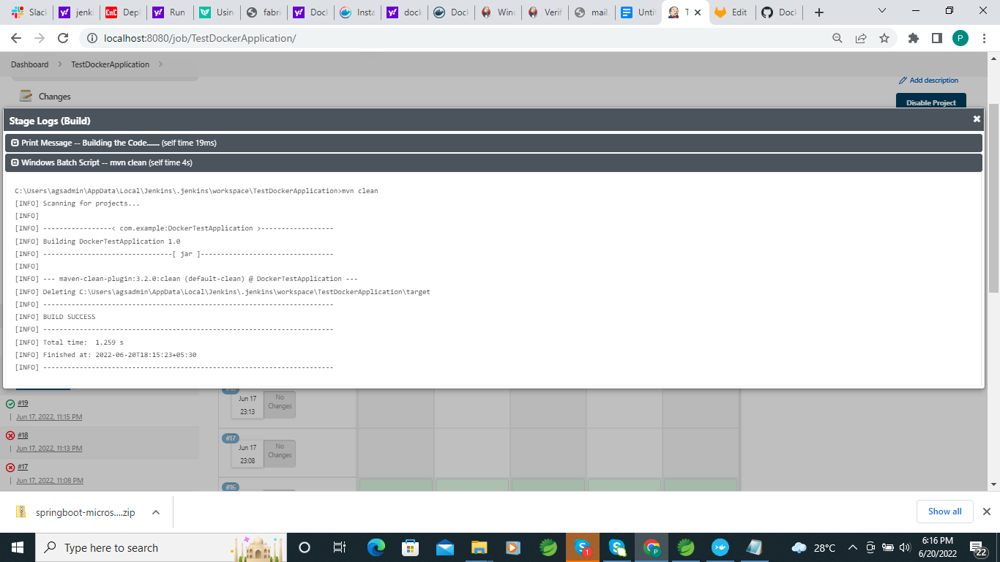 Slack
jenk
CnC
Depl
Run
Usin
fabri
Doc
Insta
dock
Doc
Winc
Verif
mail.
Unti
T
Edit
Doc
localhost:8080/job/TestDockerApplication/
P
Dashboard
TestDockerApplication
Add description
Changes
Disable Project
Stage Logs (Build)
Print Message -- Building the Code....... (self time 19ms)
Windows Batch Script -- mvn clean (self time 4s)
C:\Users\agsadmin\AppData\Local\Jenkins\.jenkins\workspace\TestDockerApplication>mvn clean
[INFO] Scanning for projects...
[INFO]
[INFO] -----------------< com.example:DockerTestApplication >------------------
[INFO] Building DockerTestApplication 1.0
[INFO] --------------------------------[ jar ]---------------------------------
[INFO]
[INFO] --- maven-clean-plugin:3.2.0:clean (default-clean) @ DockerTestApplication ---
[INFO] Deleting C:\Users\agsadmin\AppData\Local\Jenkins\.jenkins\workspace\TestDockerApplication\target
[INFO] ------------------------------------------------------------------------
[INFO] BUILD SUCCESS
[INFO] ------------------------------------------------------------------------
[INFO] Total time:  1.259 s
[INFO] Finished at: 2022-06-20T18:15:23+05:30
[INFO] ------------------------------------------------------------------------
#19
Jun 17, 2022, 11:15 PM
#18
Jun 17, 2022, 11:13 PM
#17
Jun 17, 2022, 11:08 PM
Jun 17
23:13
No
Changes
#17
Jun 17
23:08
No
Changes
#16
springboot-micros....zip
Show all
Type here to search
1
P
28°C
6:16 PM
6/20/2022
22